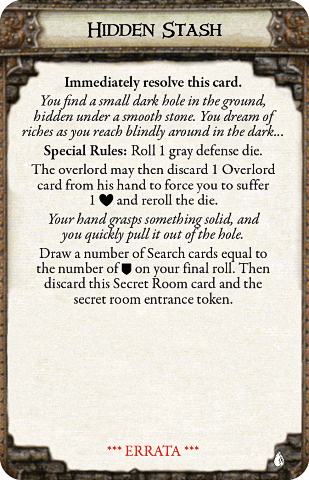 Hidden Stash
Immediately resolve this card.
You find a small dark hole in the ground,
hidden under a smooth stone. You dream of
riches as you reach blindly around in the dark...
Special Rules: Roll 1 gray defense die.
The overlord may then discard 1 Overlord
card from his hand to force you to suffer
1 ♥ and reroll the die.
Your hand grasps something solid, and
you quickly pull it out of the hole.
Draw a number of Search cards equal to
the number of on your final roll. Then
discard this Secret Room card and the
secret room entrance token.
*** ERRATA ***